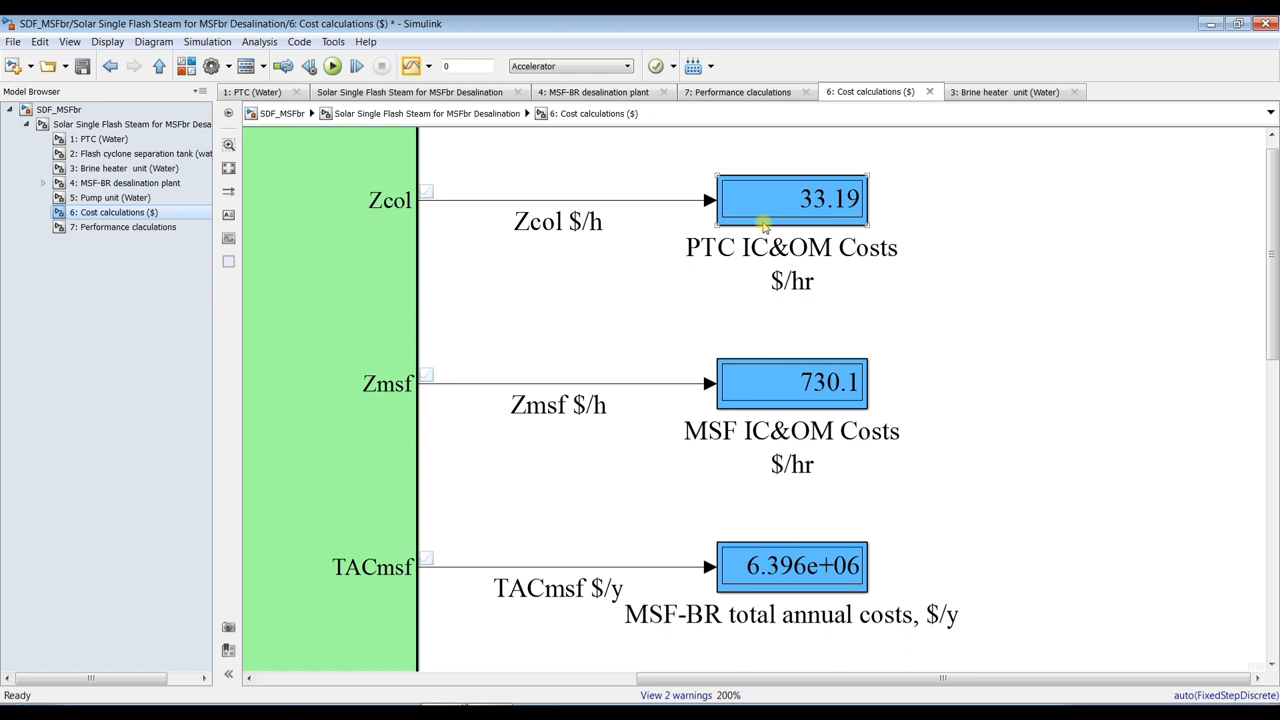 SDF_MSFbr/Solar Single Flash Steam for MSFbr Desalination/6: Cost calculations ($) * - Simulink
File Edit View Display Diagram Simulation Analysis Code Tools Help
0 Accelerator
Model Browser
1: PTC (Water) Solar Single Flash Steam for MSFbr Desalination 4: MSF-BR desalination plant 7: Performance clculations 6: Cost calculations ($) 3: Brine heater unit (Water)
SDF_MSFbr Solar Single Flash Steam for MSFbr Desalination 6: Cost calculations ($)
SDF_MSFbr
Solar Single Flash Steam for MSFbr Desa
1: PTC (Water)
2: Flash cyclone separation tank (wat
3: Brine heater unit (Water)
4: MSF-BR desalination plant
5: Pump unit (Water)
6: Cost calculations ($)
7: Performance clculations
Zcol
Zcol $/h
33.19
PTC IC&OM Costs
$/hr
Zmsf
Zmsf $/h
730.1
MSF IC&OM Costs
$/hr
TACmsf
TACmsf $/y
6.396e+06
MSF-BR total annual costs, $/y
Ready View 2 warnings 200% auto(FixedStepDiscrete)